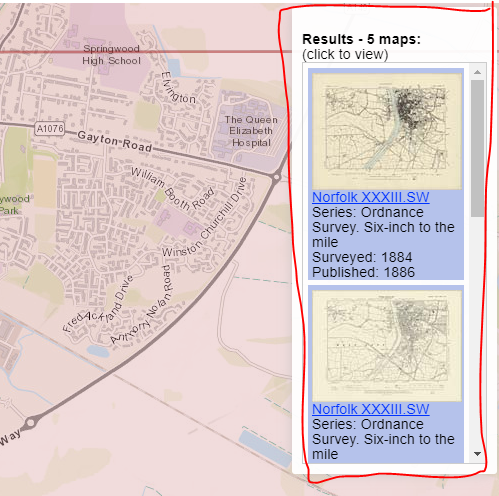 Springwood
High School
Elvington
The Queen
Elizabeth
Hospital
A1076
Gayton Road
William Booth Road
Winston Churchill Drive
ywood
Park
Fred Ackland Drive
Anthony Nolan Road
Way
Results - 5 maps:
(click to view)
Norfolk XXXIII.SW
Series: Ordnance
Survey. Six-inch to the
mile
Surveyed: 1884
Published: 1886
Norfolk XXXIII.SW
Series: Ordnance
Survey. Six-inch to the
mile